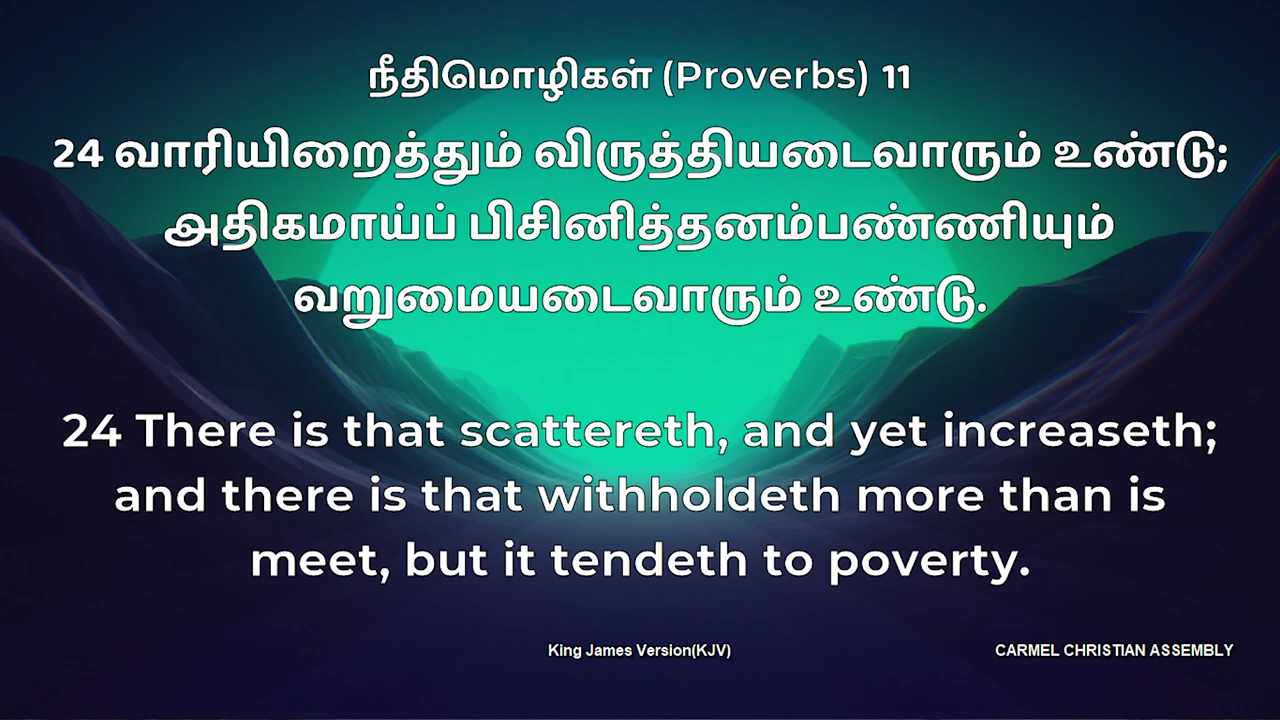 நீதிமொழிகள் (Proverbs) 11
24 வாரியிறைத்தும் விருத்தியடைவாரும் உண்டு;
அதிகமாய்ப் பிசினித்தனம்பண்ணியும்
வறுமையடைவாரும் உண்டு.
24 There is that scattereth, and yet increaseth;
and there is that withholdeth more than is
meet, but it tendeth to poverty.
King James Version(KJV)
CARMEL CHRISTIAN ASSEMBLY